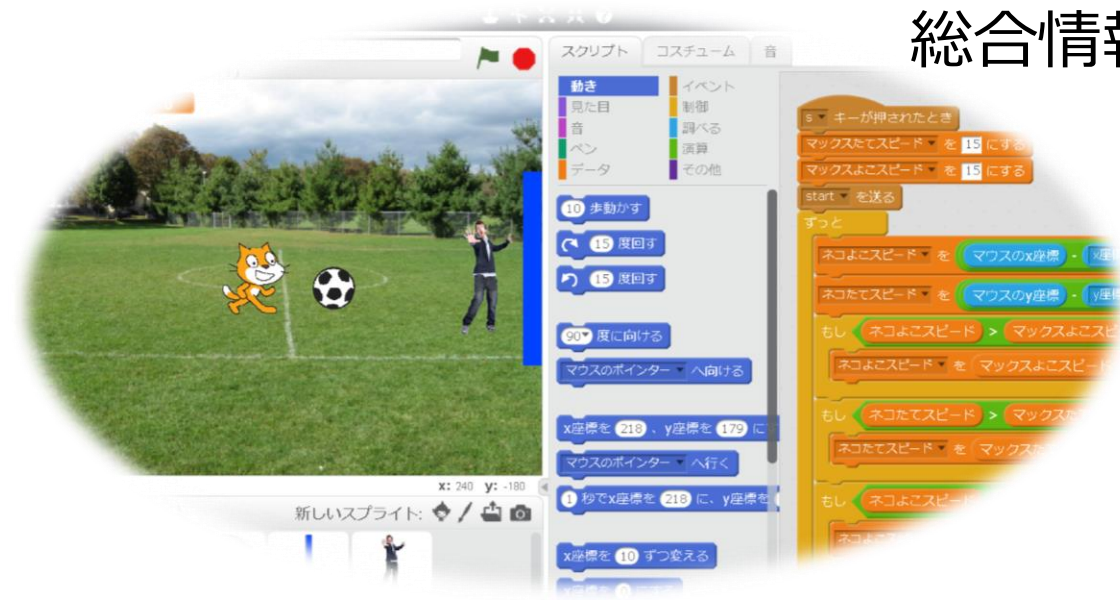 総合情
スクリプト コスチューム 音
動き イベント
見た目 制御
音 調べる
ペン 演算
データ その他
10 歩動かす
15 度回す
15 度回す
90 度に向ける
マウスのポインター へ向ける
x座標を 218 、y座標を 179 に
マウスのポインター へ行く
1 秒でx座標を 218 に、y座標を
x座標を 10 ずつ変える
x: 240 y: -180
新しいスプライト:
s キーが押されたとき
マックスたてスピード を 15 にする
マックスよこスピード を 15 にする
start を送る
ずっと
ネコよこスピード を マウスのx座標 - x座
ネコたてスピード を マウスのy座標 - y座
もし ネコよこスピード > マックスよこスピ
ネコよこスピード を マックスよこスピー
もし ネコたてスピード > マックスた
ネコたてスピード を マックスた
もし ネコよこスピード